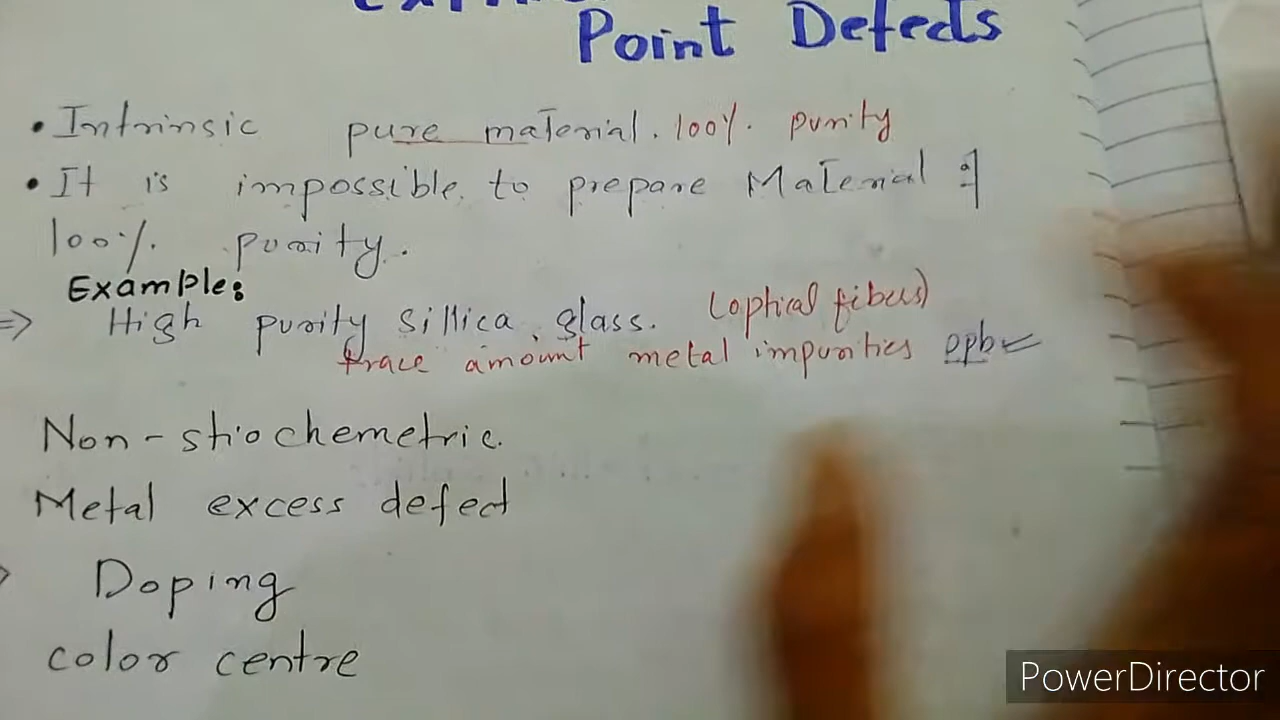 Point Defects
• Intrinsic pure material. 100%. purity
• It is impossible to prepare Material of
100%. purity.
Example:
=> High purity sillica glass. (optical fibers)
trace amount metal impurities ppb
Non-stiochemetric.
Metal excess defect
Doping
color centre
PowerDirector